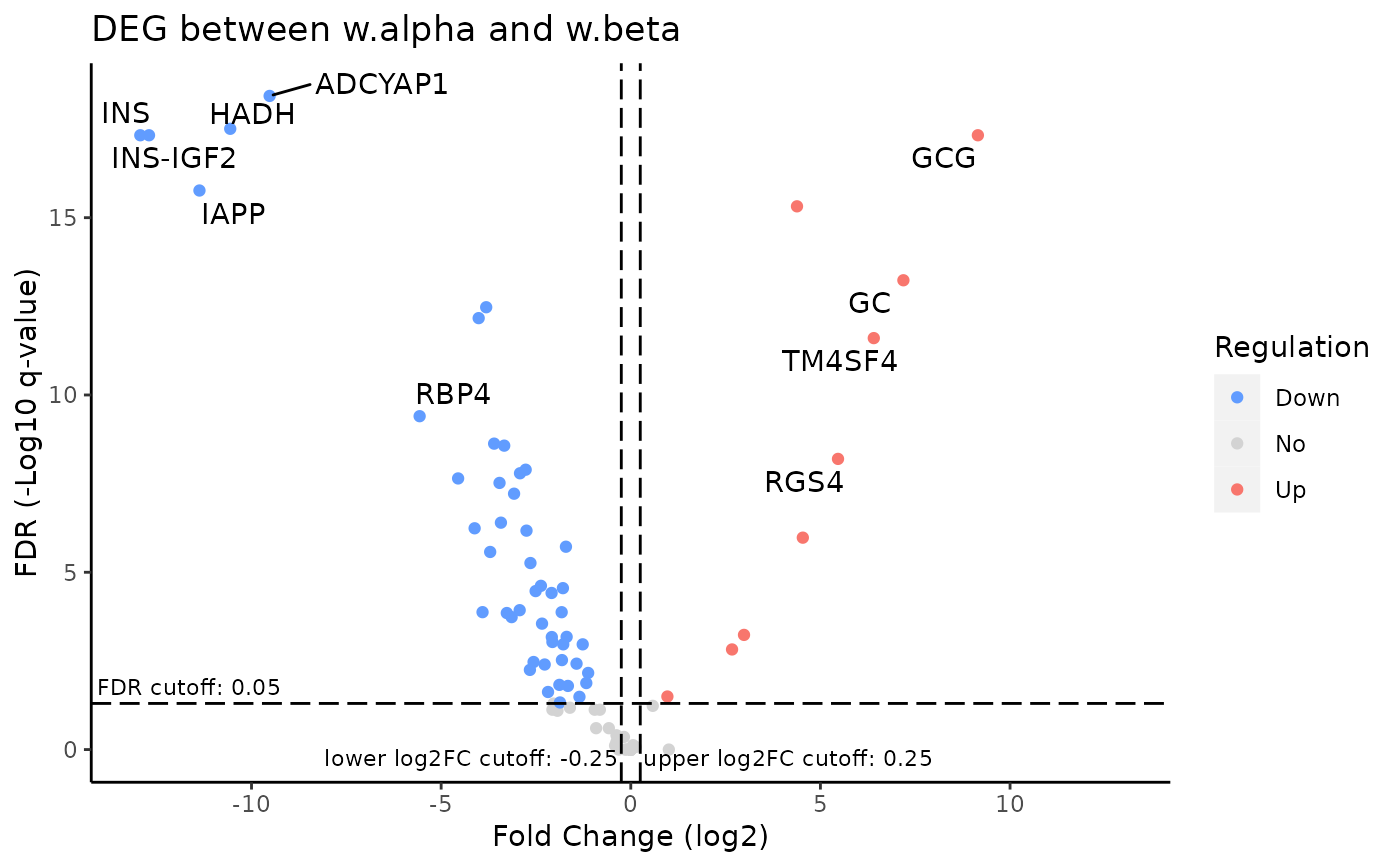 DEG between w.alpha and w.beta
ADCYAP1
INS
HADH
INS-IGF2
GCG
IAPP
GC
TM4SF4
RBP4
RGS4
FDR cutoff: 0.05
lower log2FC cutoff: -0.25
upper log2FC cutoff: 0.25
FDR (-Log10 q-value)
15
10
5
0
-10
-5
0
5
10
Fold Change (log2)
Regulation
Down
No
Up